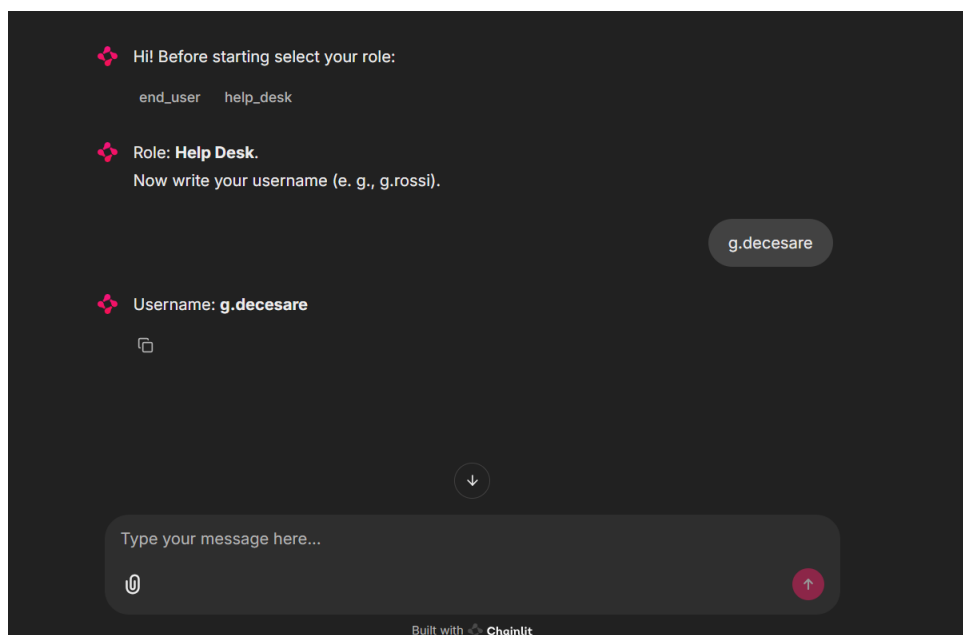 Hi! Before starting select your role:
end_user help_desk
Role: Help Desk.
Now write your username (e. g., g.rossi).
g.decesare
Username: g.decesare
Type your message here...
Built with Chainlit